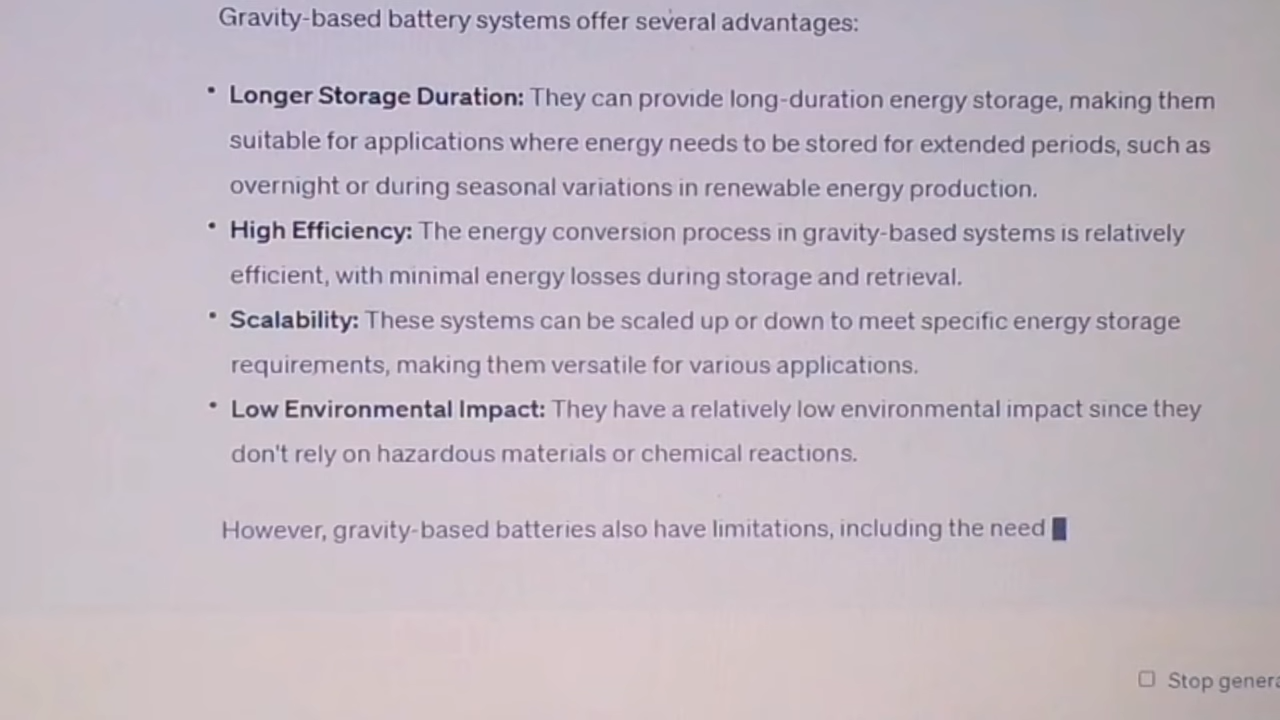 Gravity-based battery systems offer several advantages:
• Longer Storage Duration: They can provide long-duration energy storage, making them
suitable for applications where energy needs to be stored for extended periods, such as
overnight or during seasonal variations in renewable energy production.
• High Efficiency: The energy conversion process in gravity-based systems is relatively
efficient, with minimal energy losses during storage and retrieval.
• Scalability: These systems can be scaled up or down to meet specific energy storage
requirements, making them versatile for various applications.
• Low Environmental Impact: They have a relatively low environmental impact since they
don't rely on hazardous materials or chemical reactions.
However, gravity-based batteries also have limitations, including the need
Stop genera